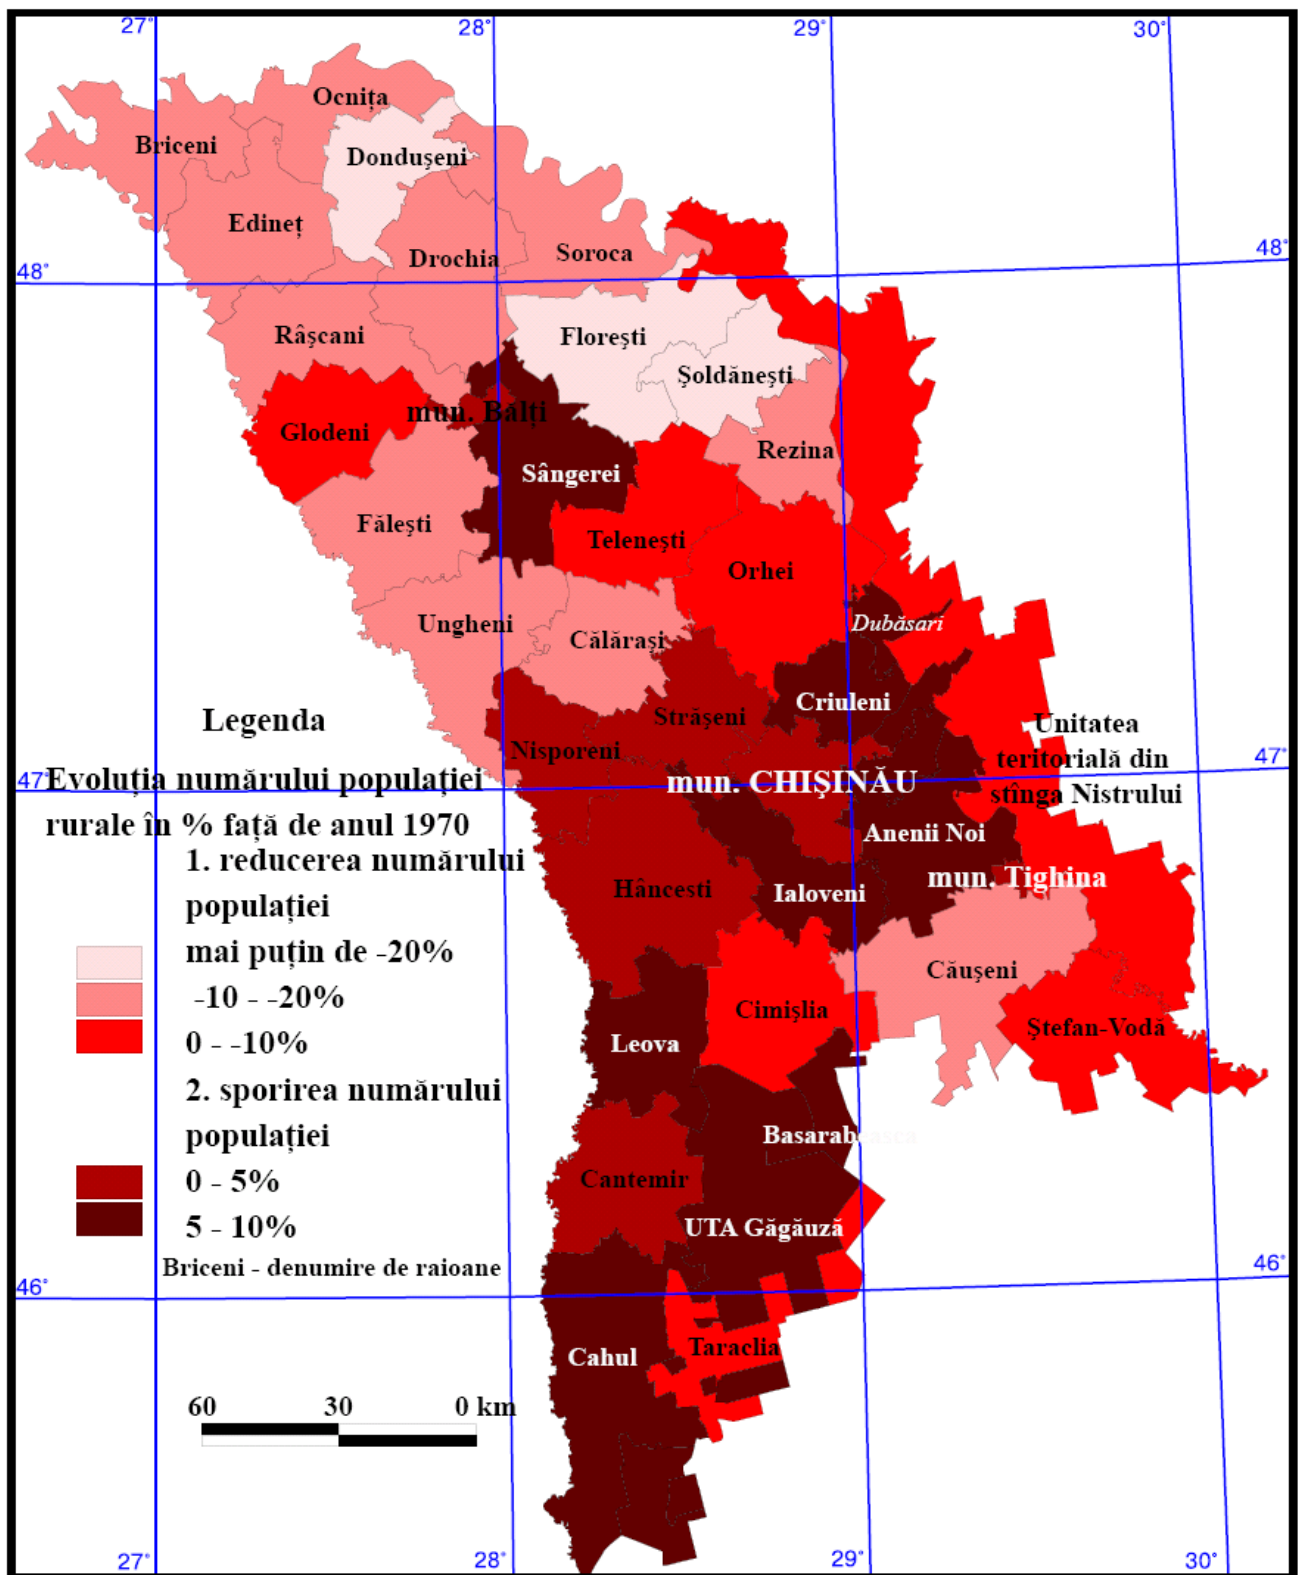 27°
28°
29°
30°
Ocnița
Briceni
Dondușeni
Edineț
Soroca
Drochia
48°
48°
Râșcani
Florești
Șoldănești
mun. Bălți
Glodeni
Rezina
Sângerei
Fălești
Telenești
Orhei
Ungheni
Dubăsari
Călărași
Criuleni
Strășeni
Nisporeni
Unitatea
teritorială din
stînga Nistrului
47°
47°
mun. CHIȘINĂU
Anenii Noi
mun. Tighina
Hâncesti
Ialoveni
Căușeni
Cimișlia
Ștefan-Vodă
Leova
Basarabeasca
Cantemir
UTA Găgăuză
46°
46°
Taraclia
Cahul
Legenda
Evoluția numărului populației
rurale în % față de anul 1970
1. reducerea numărului
populației
mai puțin de -20%
-10 - -20%
0 - -10%
2. sporirea numărului
populației
0 - 5%
5 - 10%
Briceni - denumire de raioane
60 30 0 km
27°
28°
29°
30°